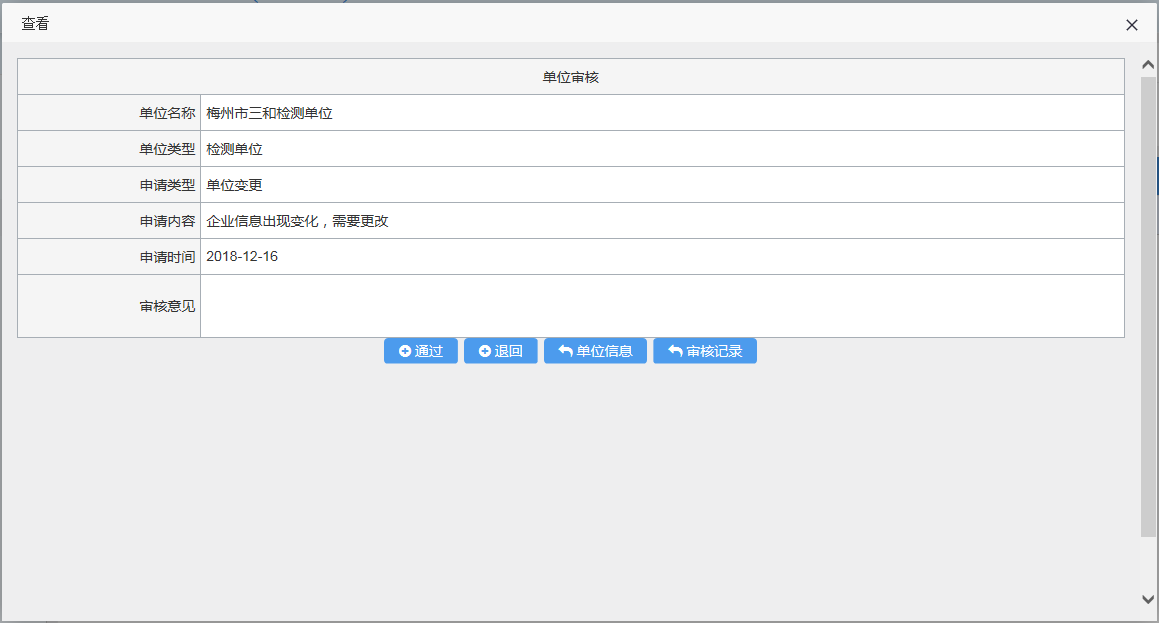 查看
单位审核
单位名称 梅州市三和检测单位
单位类型 检测单位
申请类型 单位变更
申请内容 企业信息出现变化，需要更改
申请时间 2018-12-16
审核意见
通过 退回 单位信息 审核记录